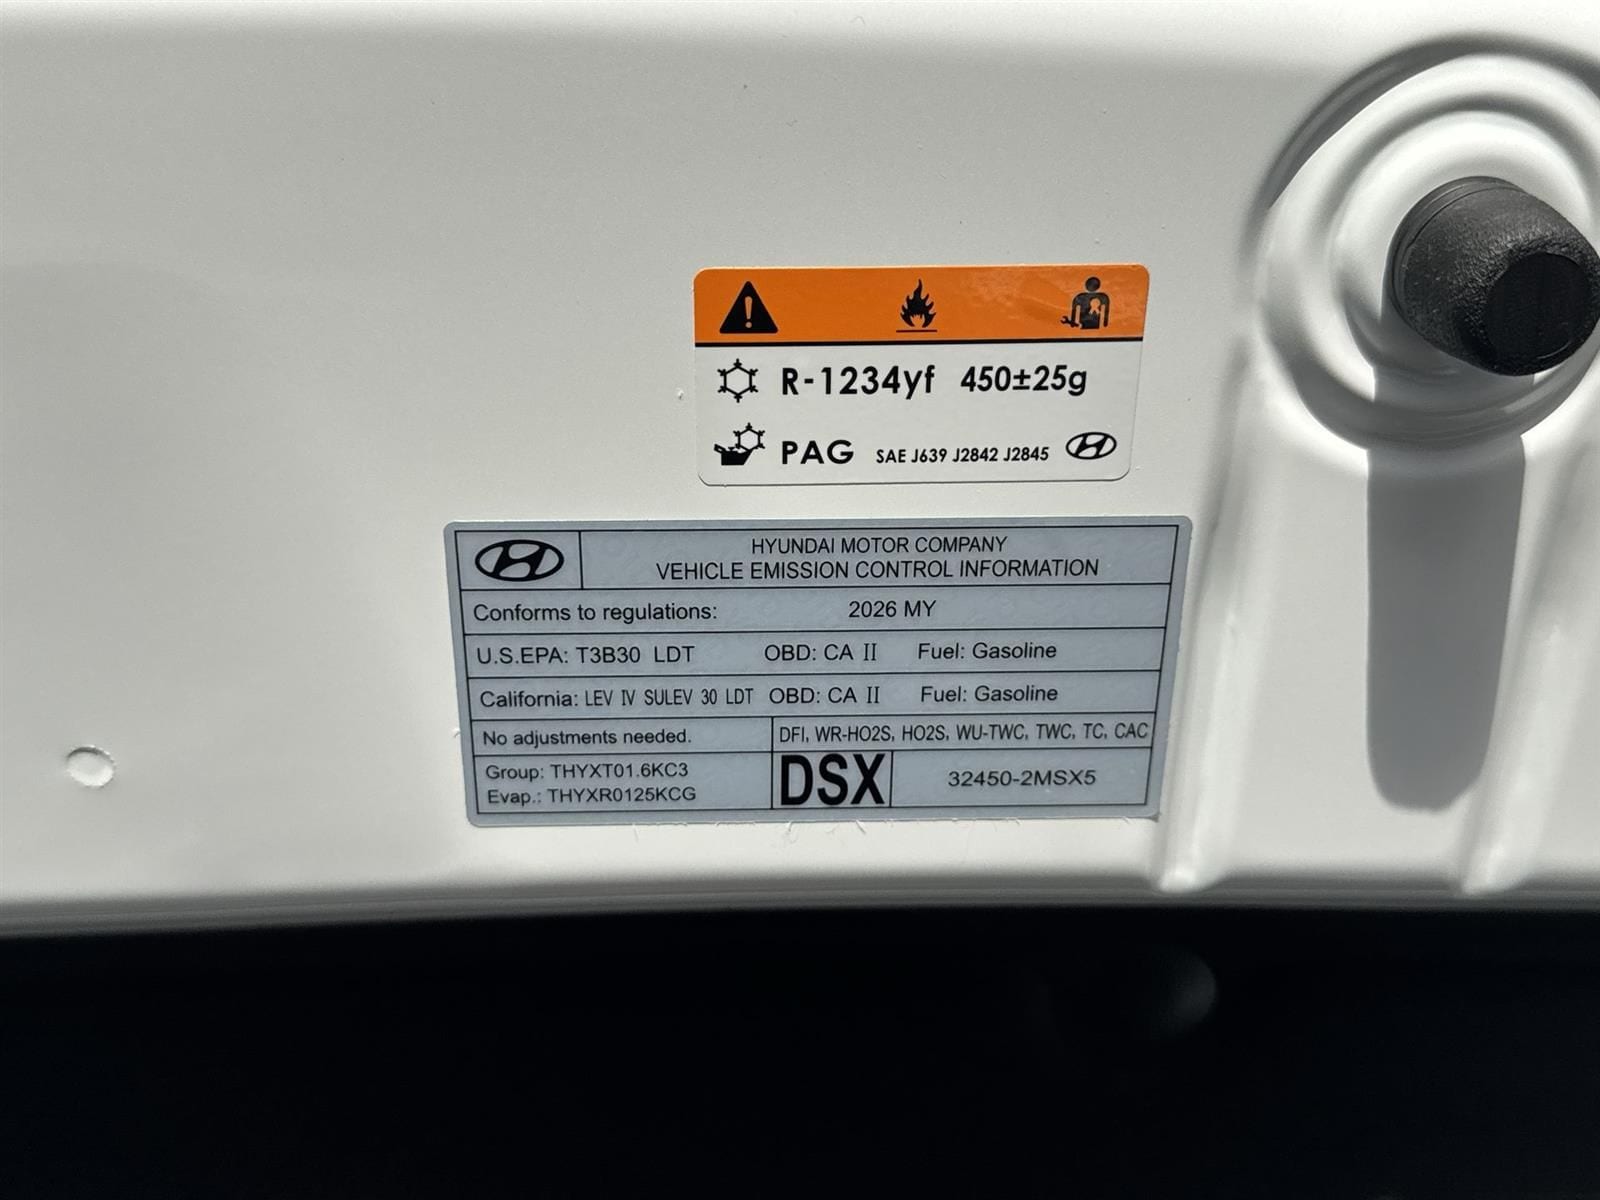 R-1234yf 450±25g
PAG SAE J639 J2842 J2845
HYUNDAI MOTOR COMPANY
VEHICLE EMISSION CONTROL INFORMATION
Conforms to regulations: 2026 MY
U.S.EPA: T3B30 LDT OBD: CA II Fuel: Gasoline
California: LEV IV SULEV 30 LDT OBD: CA II Fuel: Gasoline
No adjustments needed. DFI, WR-HO2S, HO2S, WU-TWC, TWC, TC, CAC
Group: THYXT01.6KC3
Evap.: THYXR0125KCG
DSX 32450-2MSX5